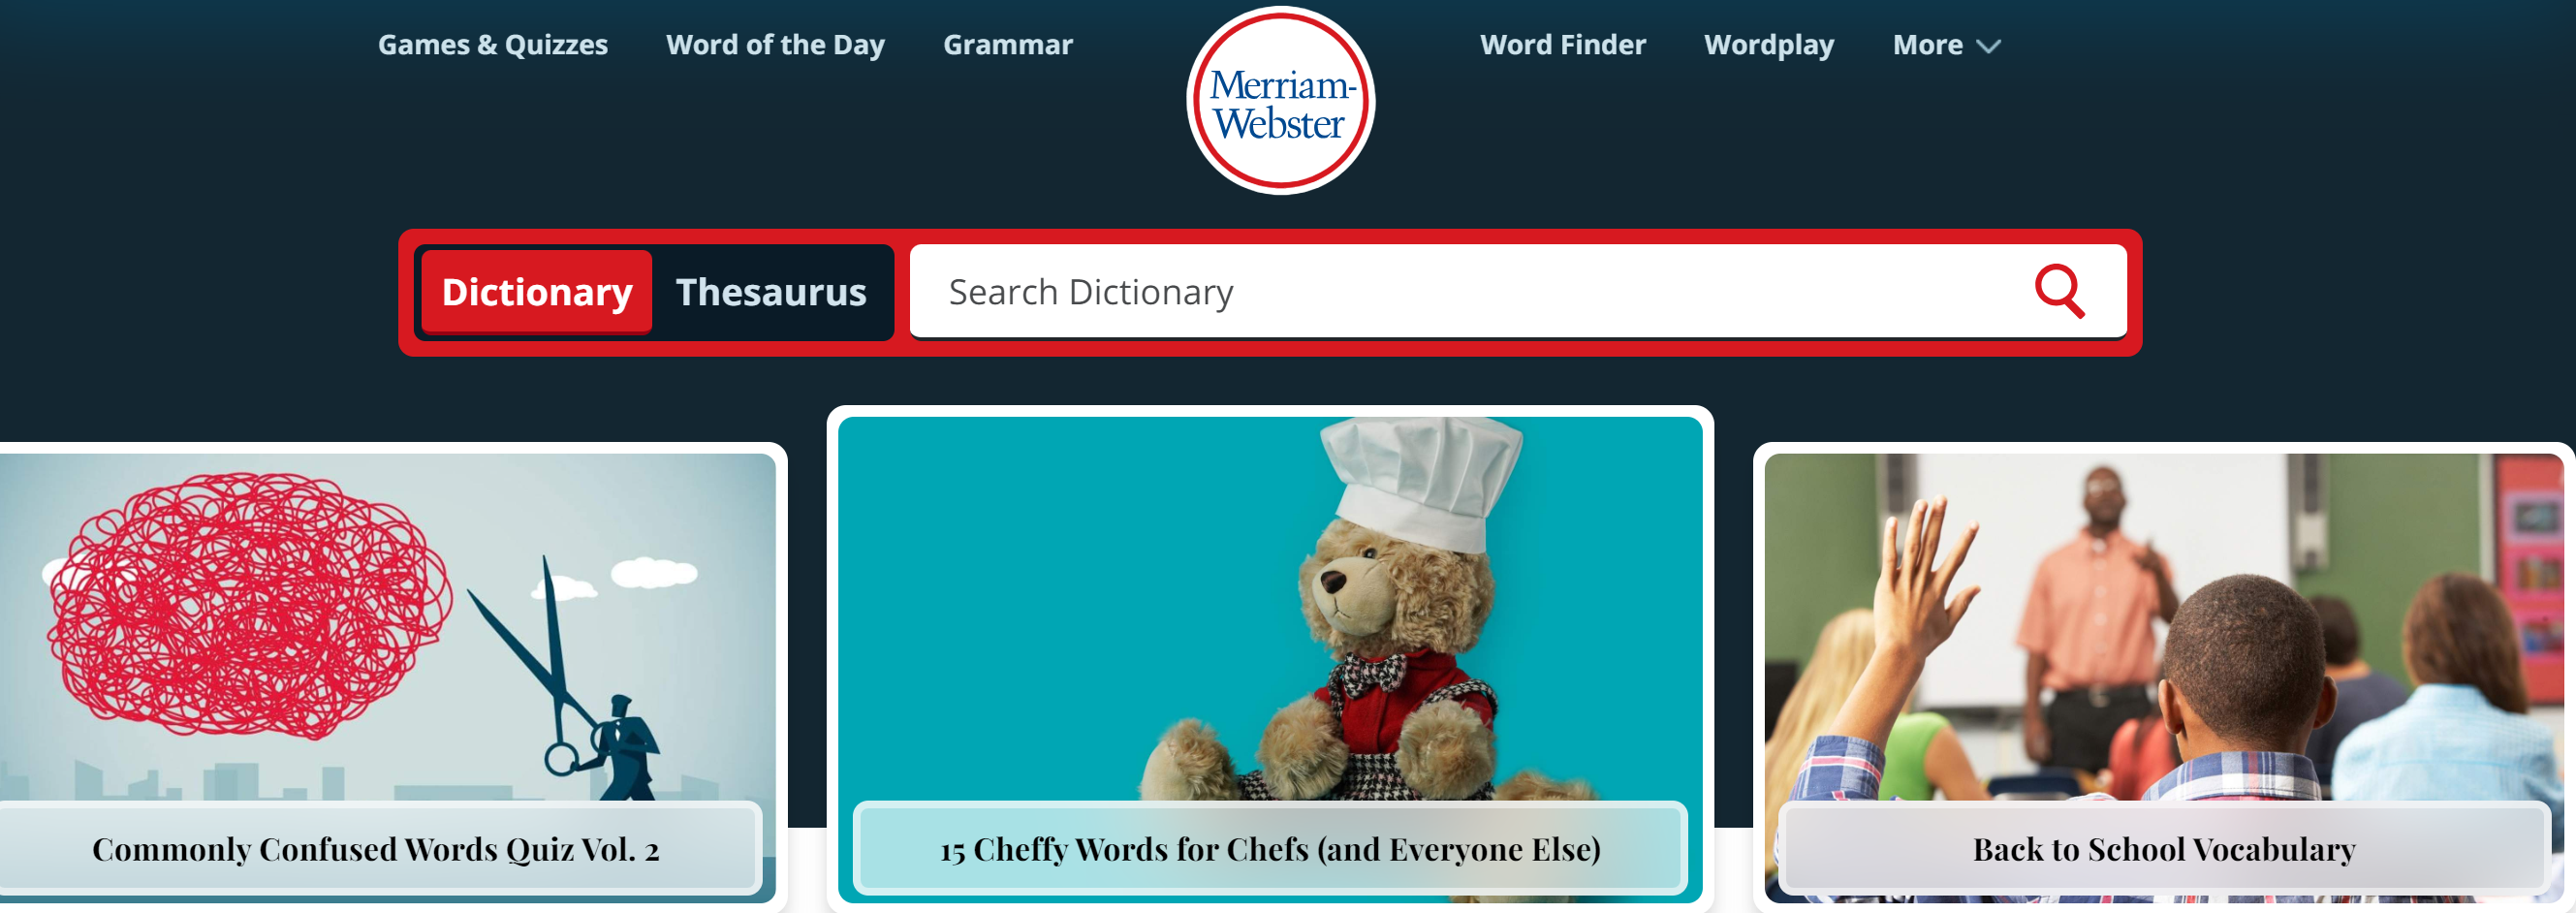 Games & Quizzes Word of the Day Grammar Word Finder Wordplay More
Merriam-
Webster
Dictionary Thesaurus Search Dictionary
Commonly Confused Words Quiz Vol. 2
15 Cheffy Words for Chefs (and Everyone Else)
Back to School Vocabulary